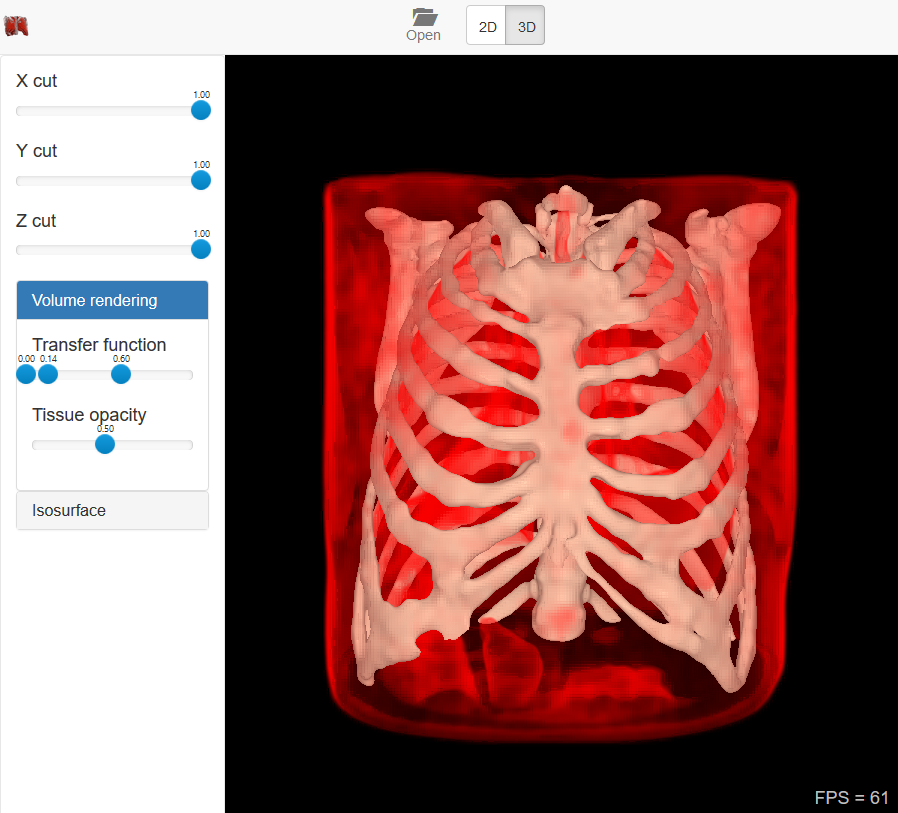 Open
2D 3D
X cut
1.00
Y cut
1.00
Z cut
1.00
Volume rendering
Transfer function
0.00 0.14 0.60
Tissue opacity
0.50
Isosurface
FPS = 61